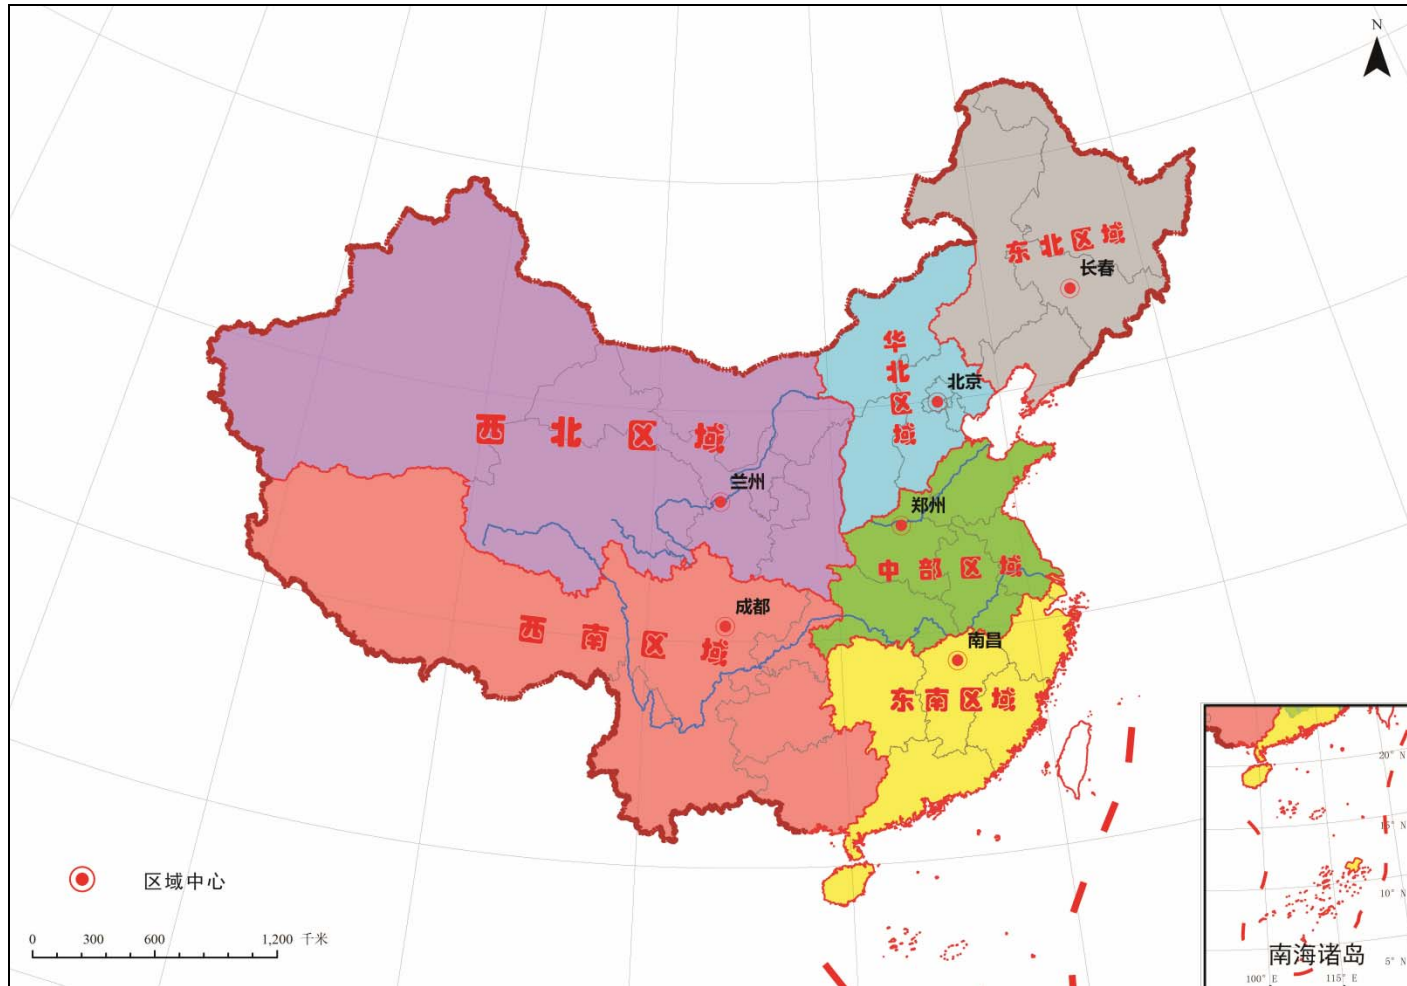 N
东北区域
长春
华北区域
北京
西北区域
兰州
郑州
中部区域
成都
西南区域
南昌
东南区域
区域中心
0 300 600 1,200 千米
20° N
15° N
10° N
5° N
南海诸岛
100° E 115° E